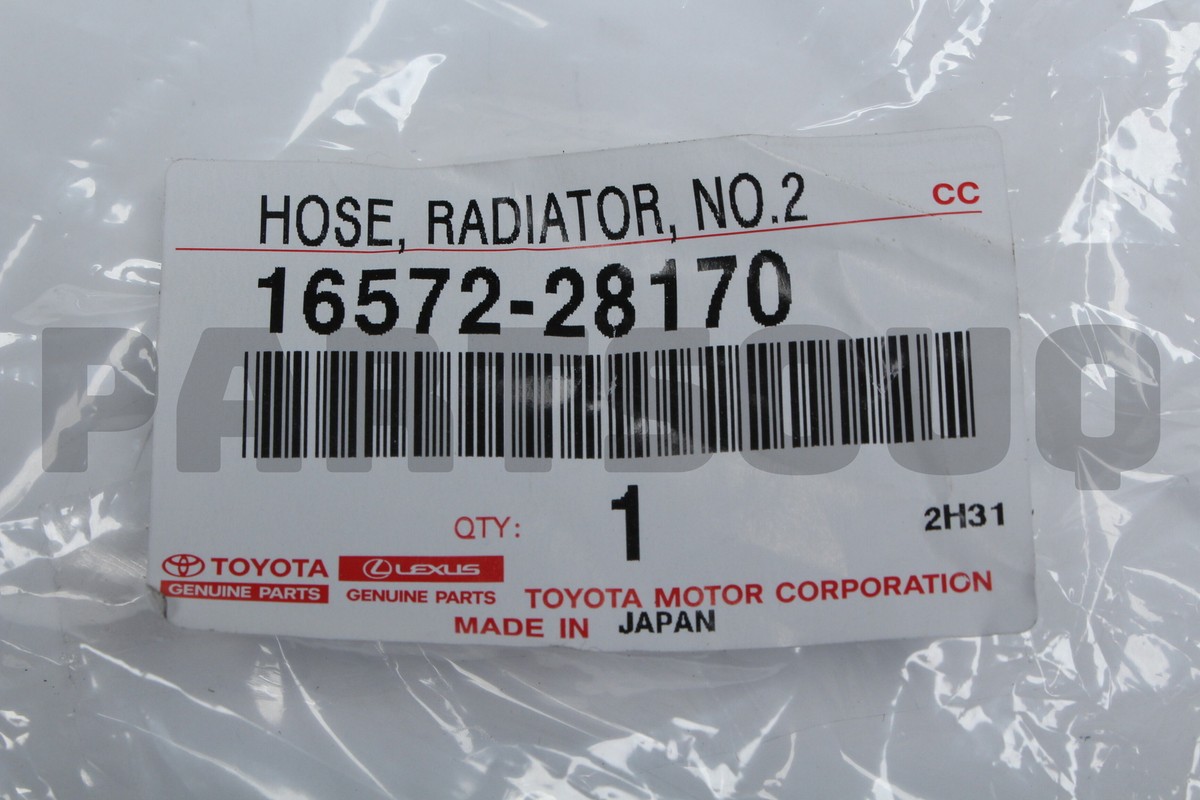 HOSE, RADIATOR, NO.2 CC
16572-28170
PARTSOUQ
QTY: 1 2H31
TOYOTA LEXUS
GENUINE PARTS GENUINE PARTS TOYOTA MOTOR CORPORATION
MADE IN JAPAN